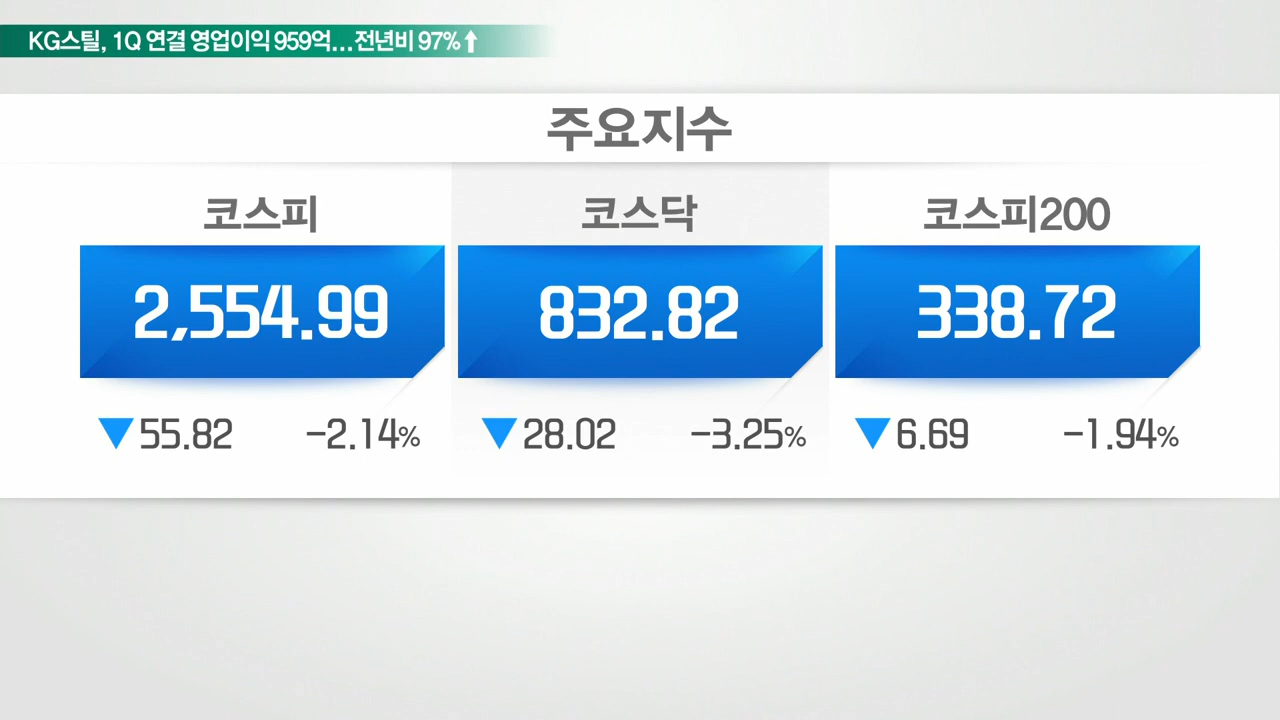 KG스틸, 1Q 연결 영업이익 959억...전년비 97%⬆
주요지수
코스피 코스닥 코스피200
2,554.99 832.82 338.72
▼55.82 -2.14% ▼28.02 -3.25% ▼6.69 -1.94%